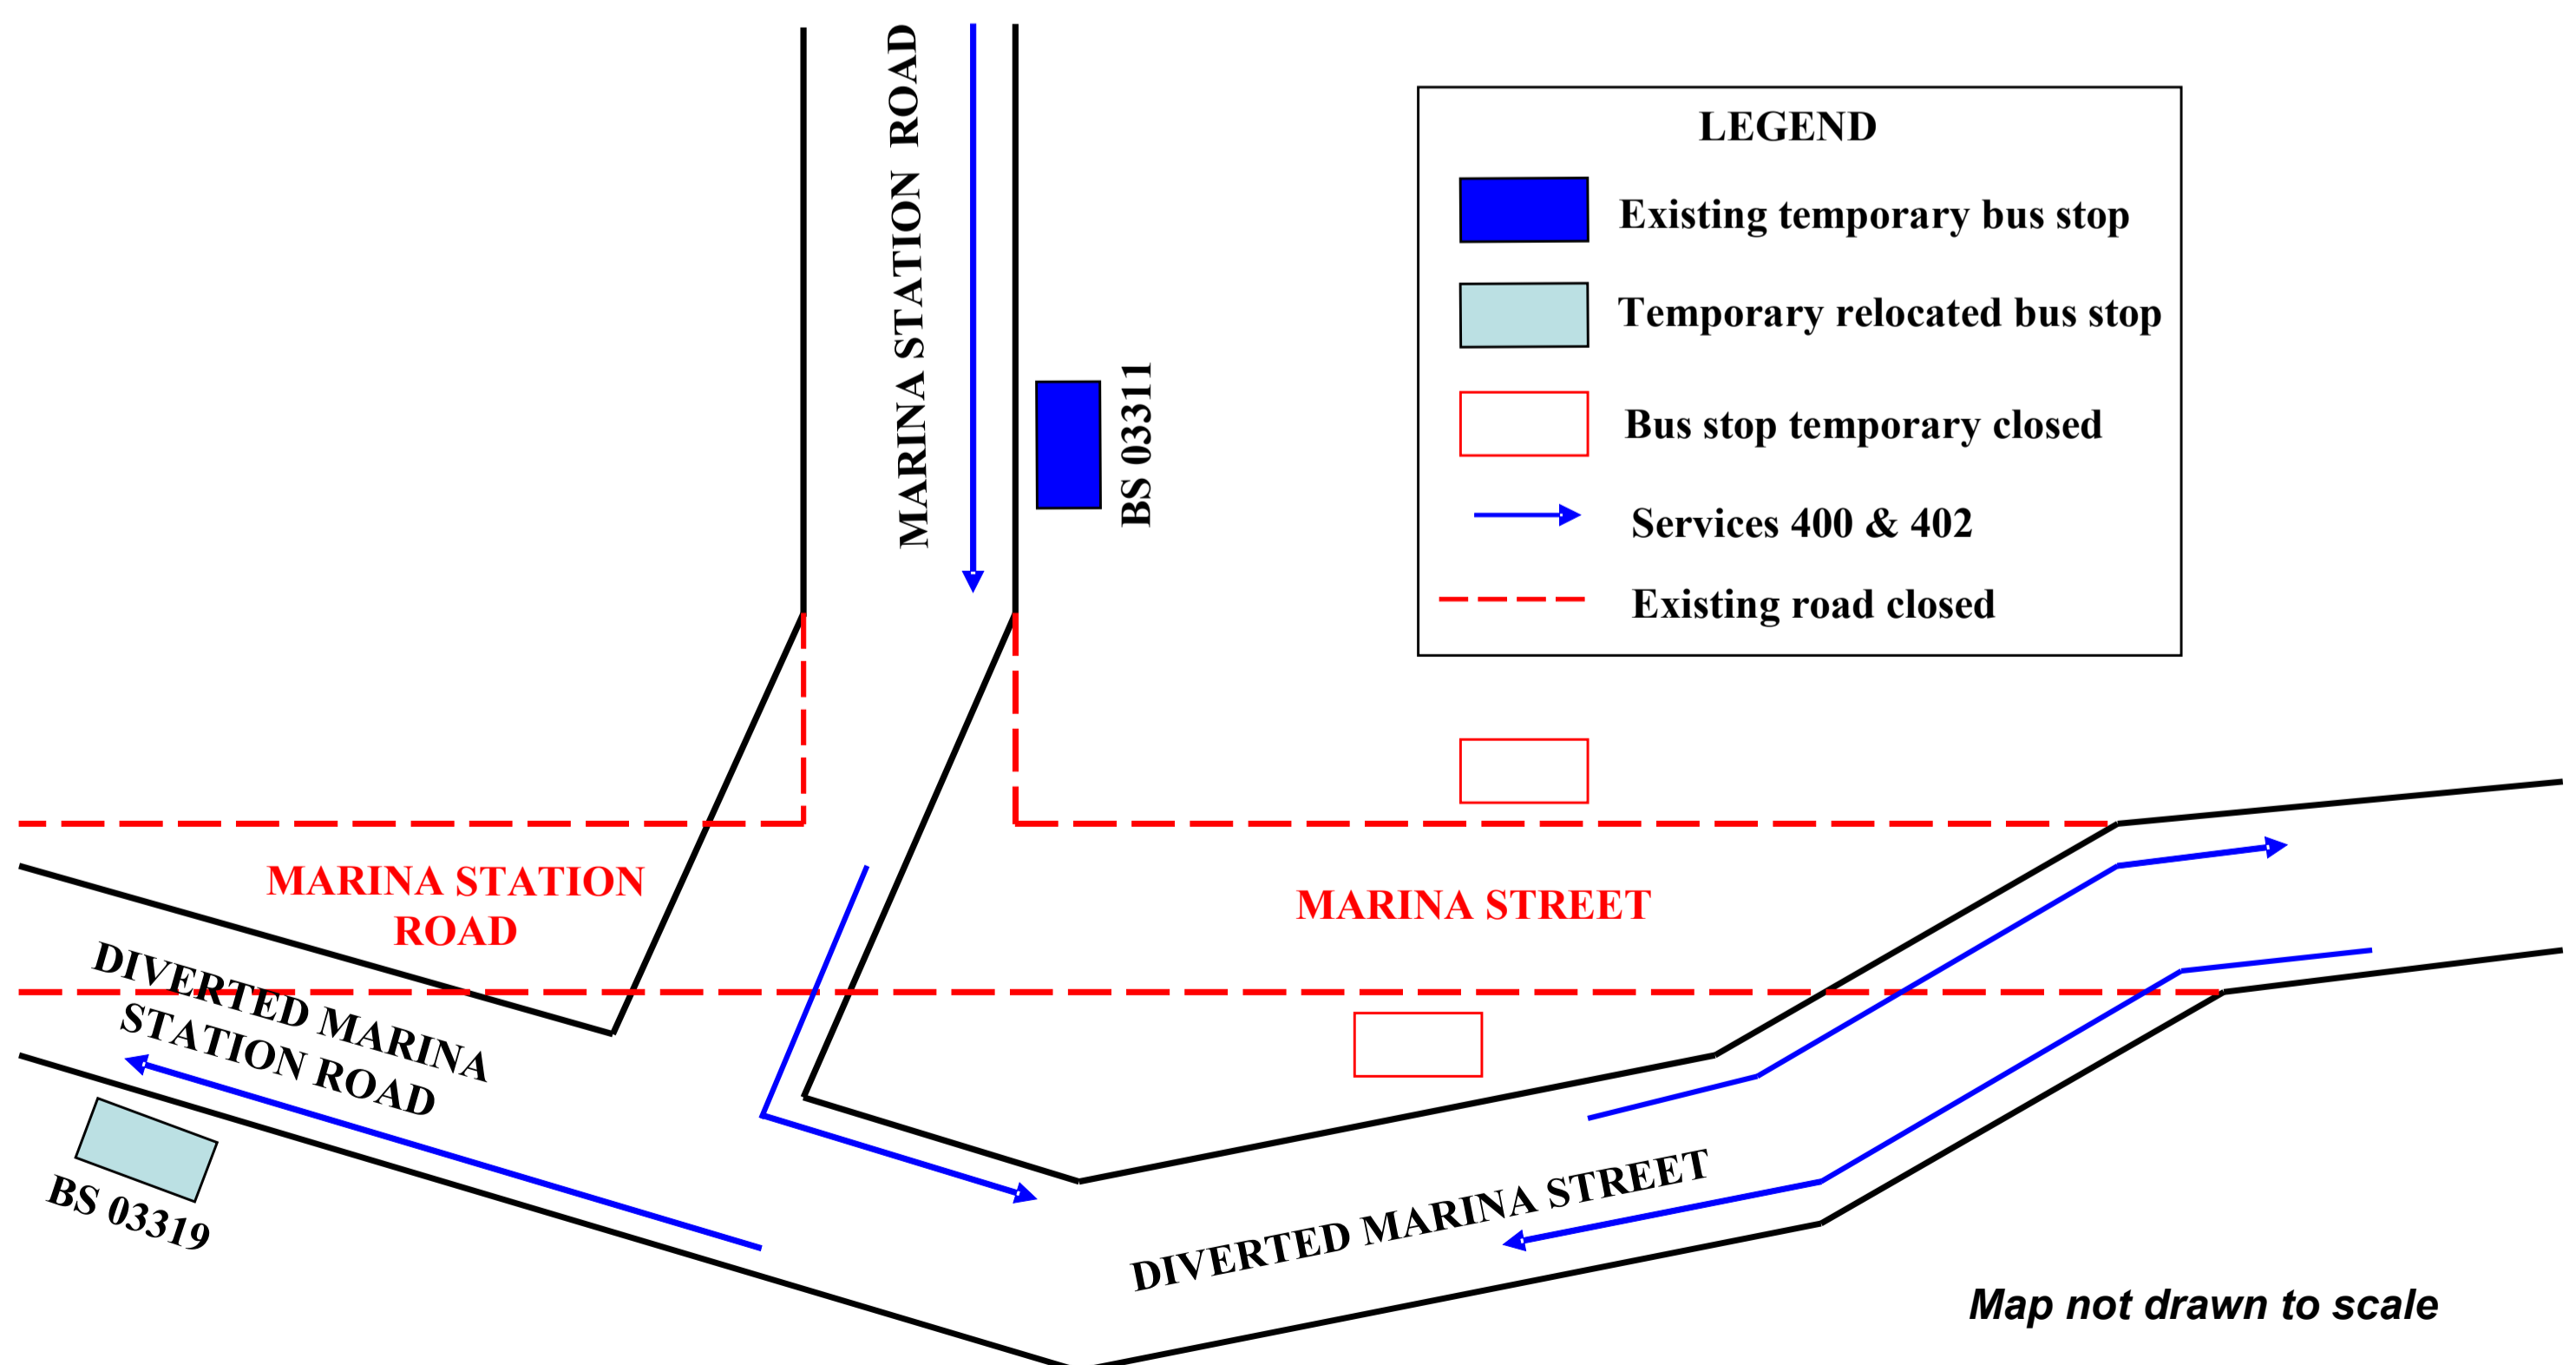 MARINA STATION ROAD
BS 03311
LEGEND
Existing temporary bus stop
Temporary relocated bus stop
Bus stop temporary closed
Services 400 & 402
Existing road closed
MARINA STATION
ROAD
MARINA STREET
DIVERTED MARINA
STATION ROAD
BS 03319
DIVERTED MARINA STREET
Map not drawn to scale